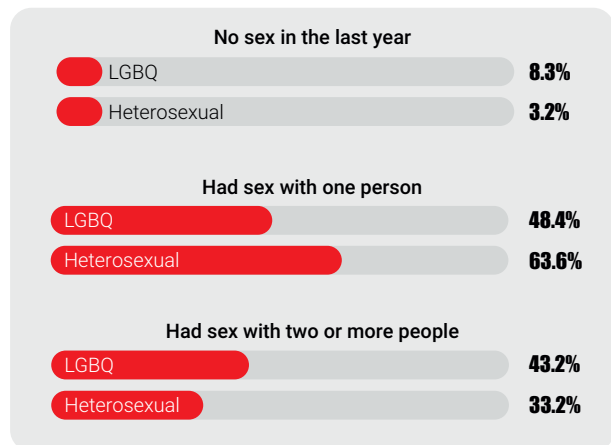 No sex in the last year
LGBQ 8.3%
Heterosexual 3.2%
Had sex with one person
LGBQ 48.4%
Heterosexual 63.6%
Had sex with two or more people
LGBQ 43.2%
Heterosexual 33.2%